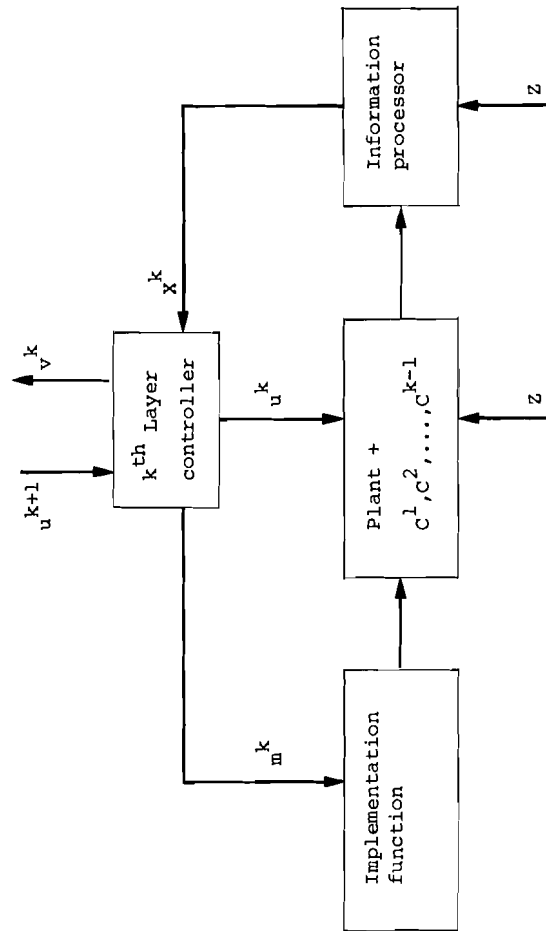 u^{k+1}
v^k
k^{th} Layer
controller
x^k
m^k
u^k
Implementation
function
Plant +
c^1,c^2,....,c^{k-1}
Information
processor
z
z